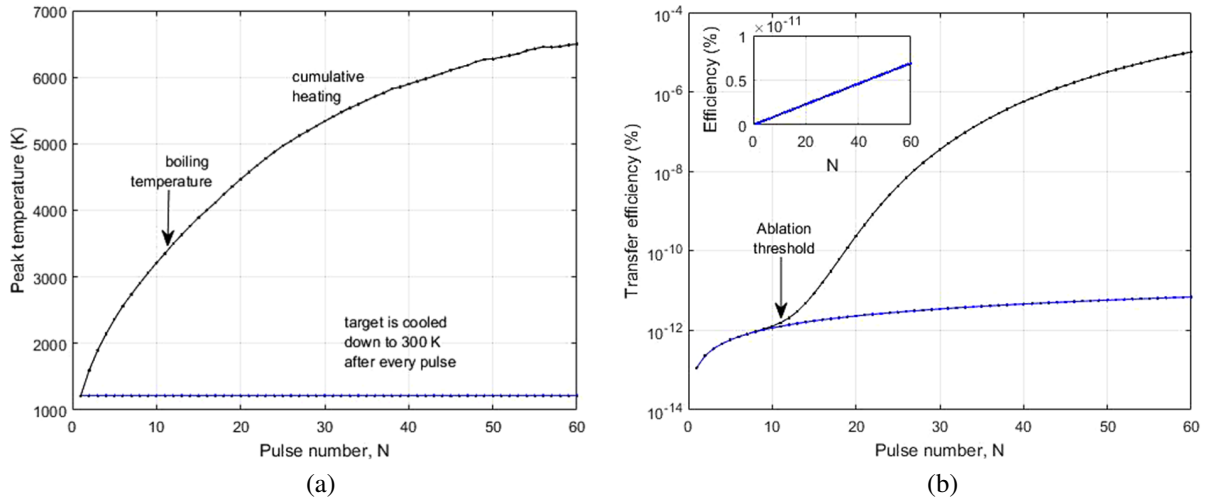 7000
6000
5000
4000
3000
2000
1000
Peak temperature (K)
cumulative
heating
boiling
temperature
target is cooled
down to 300 K
after every pulse
0 10 20 30 40 50 60
Pulse number, N
(a)
10^-4
10^-6
10^-8
10^-10
10^-12
10^-14
Transfer efficiency (%)
×10^-11
1
0.5
0
Efficiency (%)
0 20 40 60
N
Ablation
threshold
0 10 20 30 40 50 60
Pulse number, N
(b)